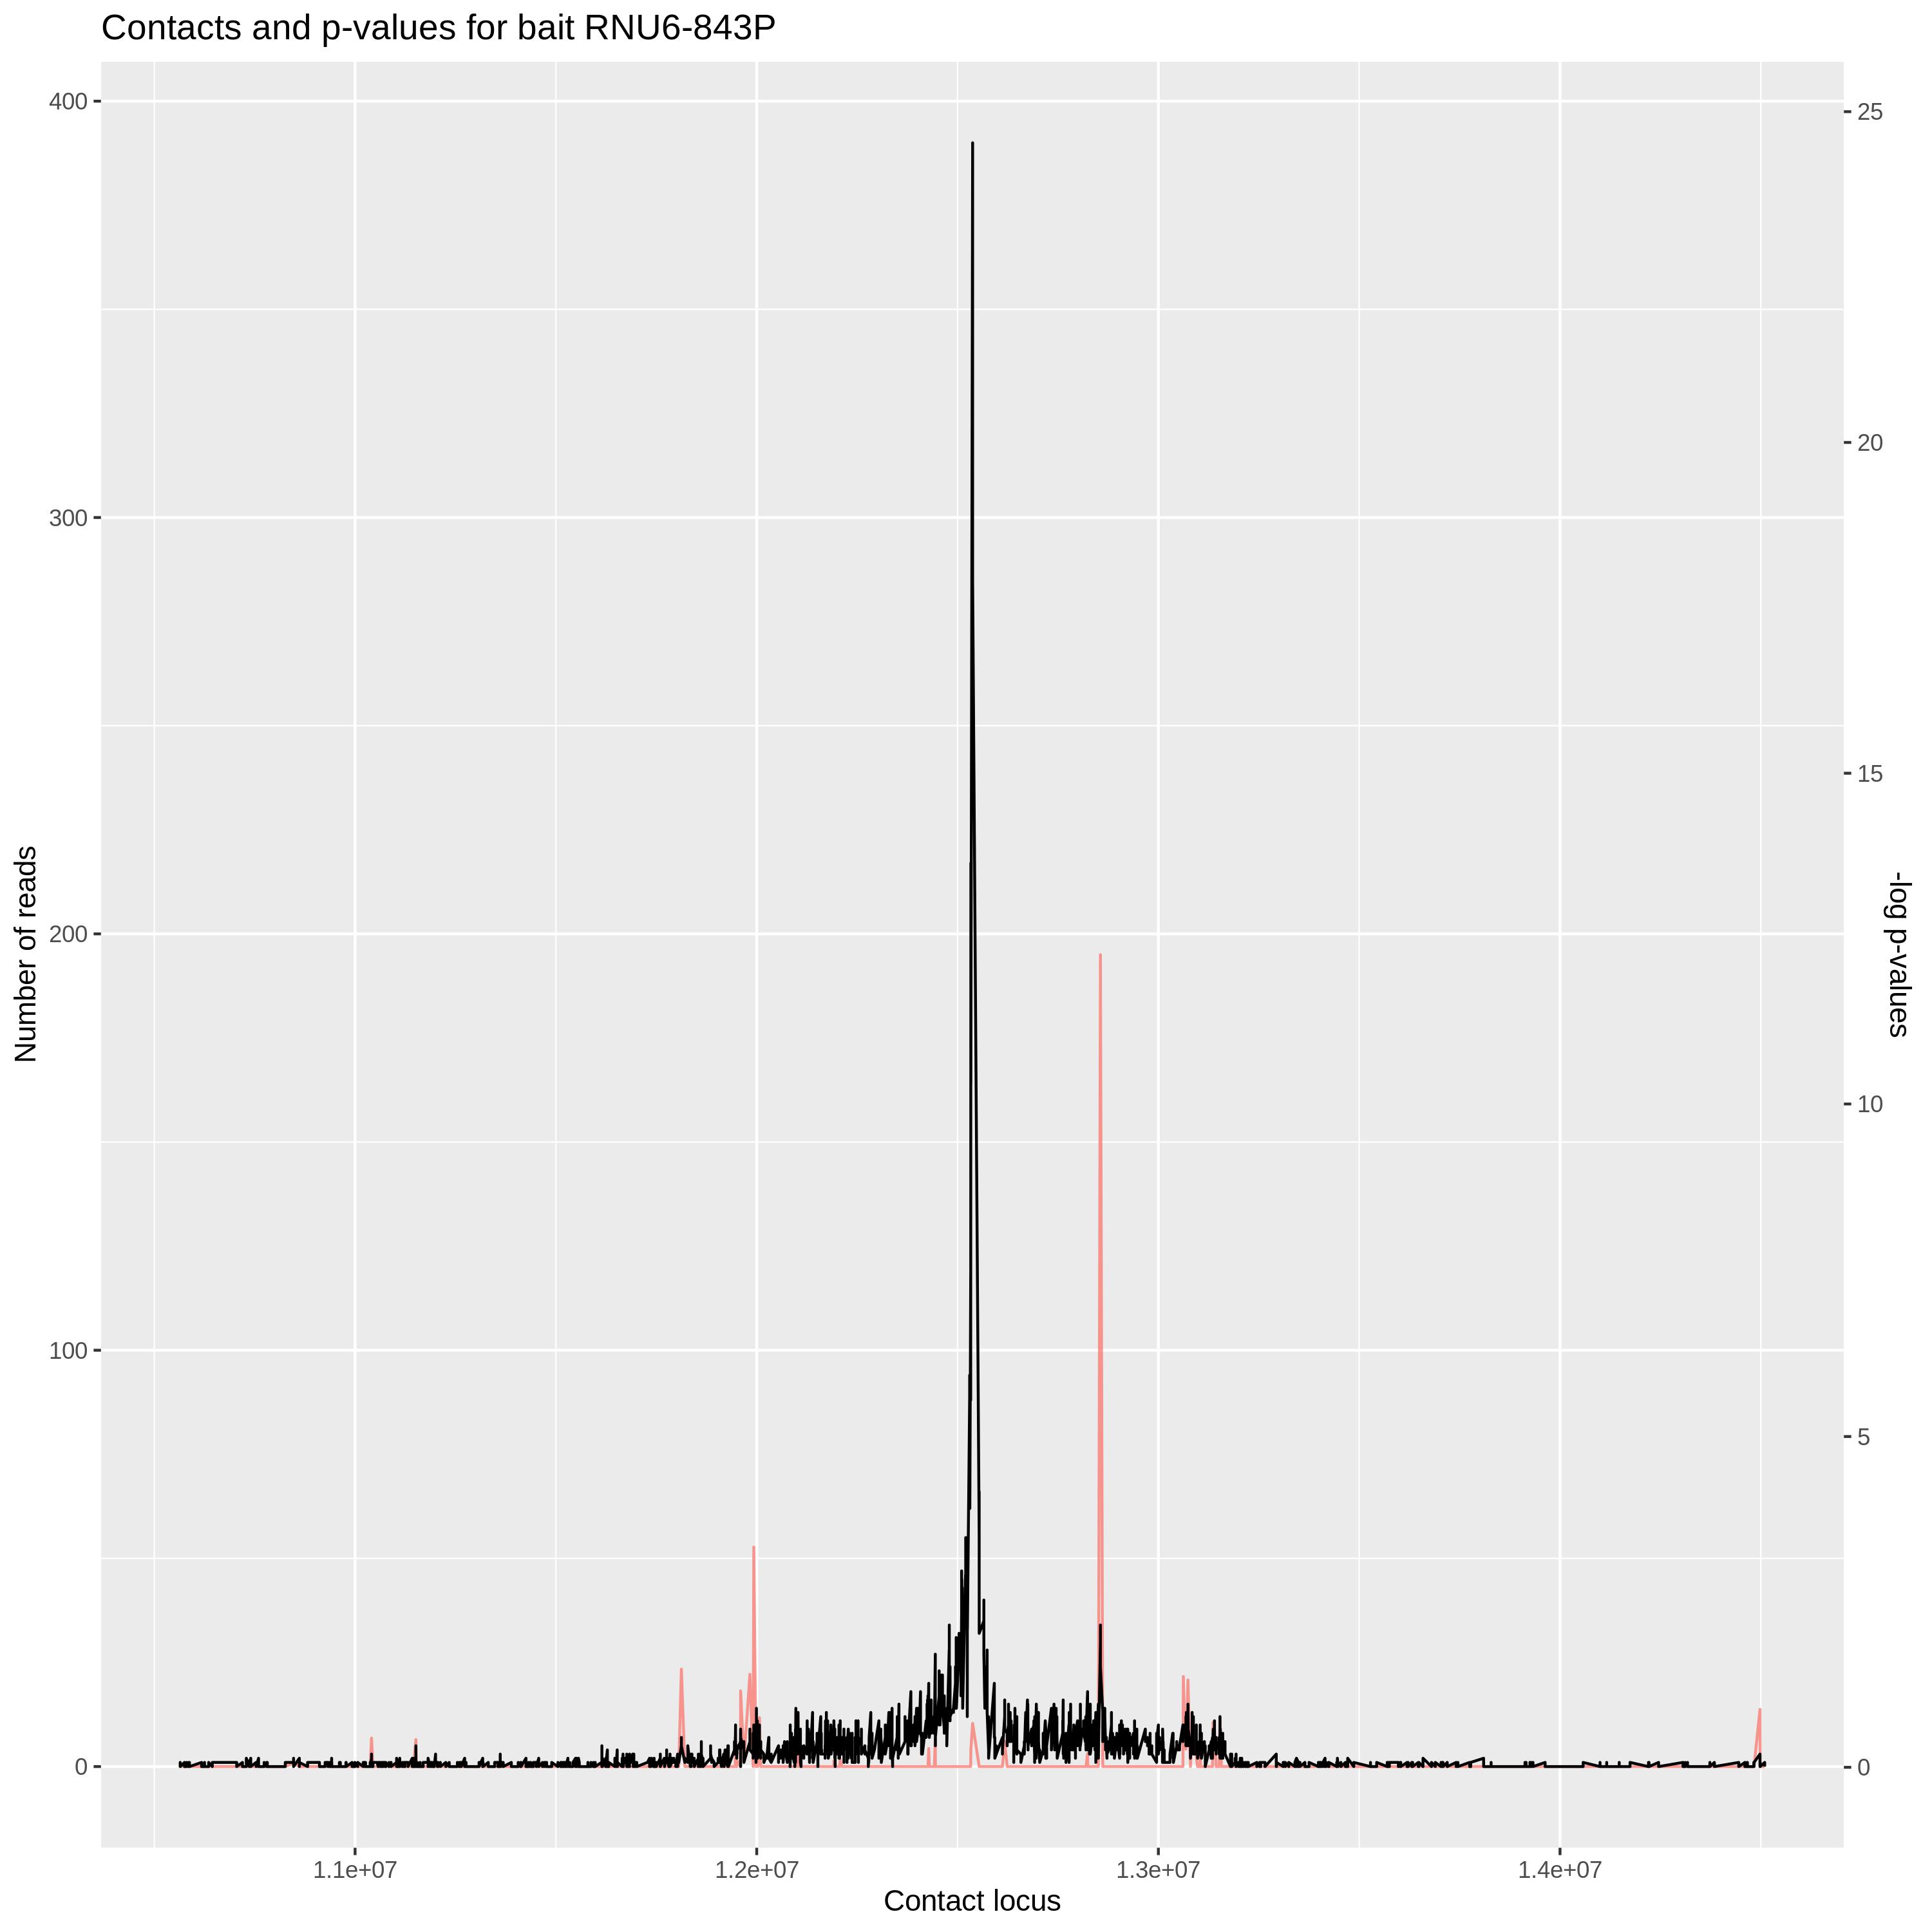 Contacts and p-values for bait RNU6-843P
400
300
200
100
0
Number of reads
25
20
15
10
5
0
-log p-values
1.1e+07
1.2e+07
1.3e+07
1.4e+07
Contact locus